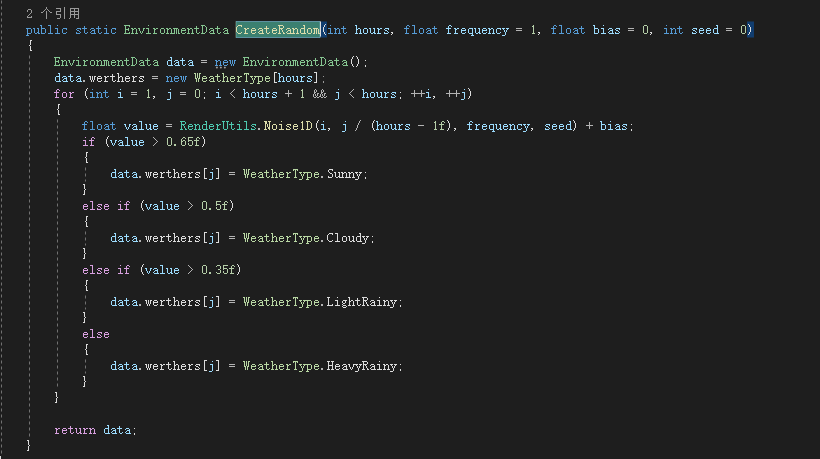 2 个引用
public static EnvironmentData CreateRandom(int hours, float frequency = 1, float bias = 0, int seed = 0)
{
EnvironmentData data = new EnvironmentData();
data.werthers = new WeatherType[hours];
for (int i = 1, j = 0; i < hours + 1 && j < hours; ++i, ++j)
{
float value = RenderUtils.Noise1D(i, j / (hours - 1f), frequency, seed) + bias;
if (value > 0.65f)
{
data.werthers[j] = WeatherType.Sunny;
}
else if (value > 0.5f)
{
data.werthers[j] = WeatherType.Cloudy;
}
else if (value > 0.35f)
{
data.werthers[j] = WeatherType.LightRainy;
}
else
{
data.werthers[j] = WeatherType.HeavyRainy;
}
}
return data;
}